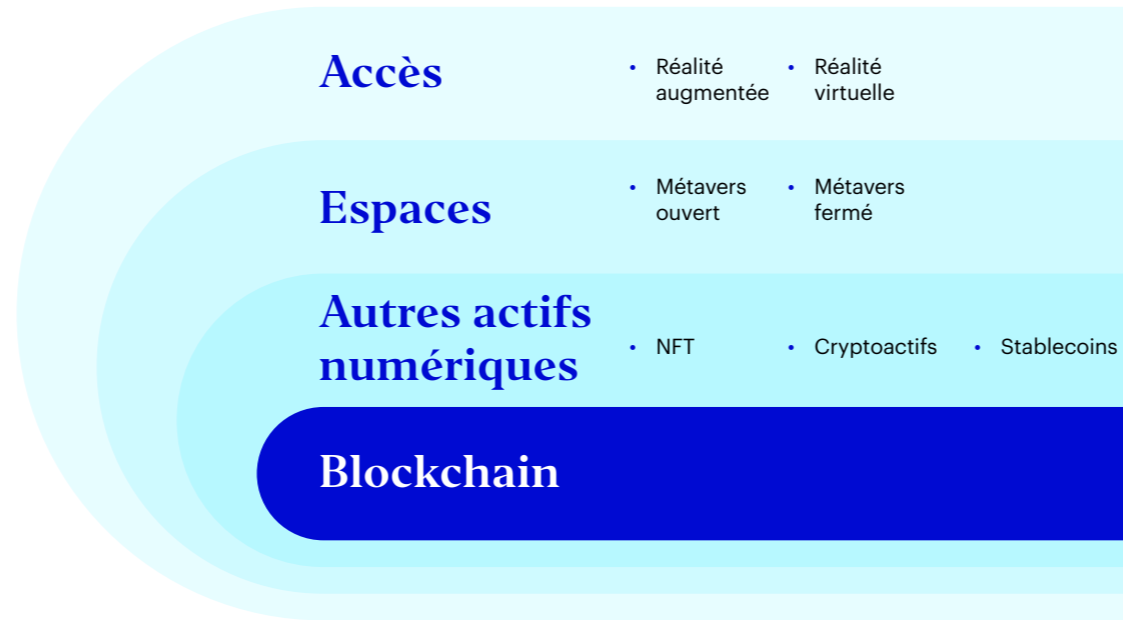 Accès
• Réalité augmentée
• Réalité virtuelle
Espaces
• Métavers ouvert
• Métavers fermé
Autres actifs
numériques
• NFT
• Cryptoactifs
• Stablecoins
Blockchain